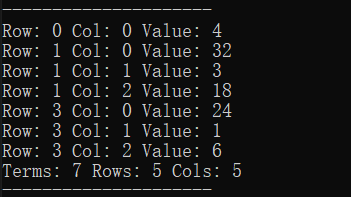 ---------------------
Row: 0 Col: 0 Value: 4
Row: 1 Col: 0 Value: 32
Row: 1 Col: 1 Value: 3
Row: 1 Col: 2 Value: 18
Row: 3 Col: 0 Value: 24
Row: 3 Col: 1 Value: 1
Row: 3 Col: 2 Value: 6
Terms: 7 Rows: 5 Cols: 5
---------------------